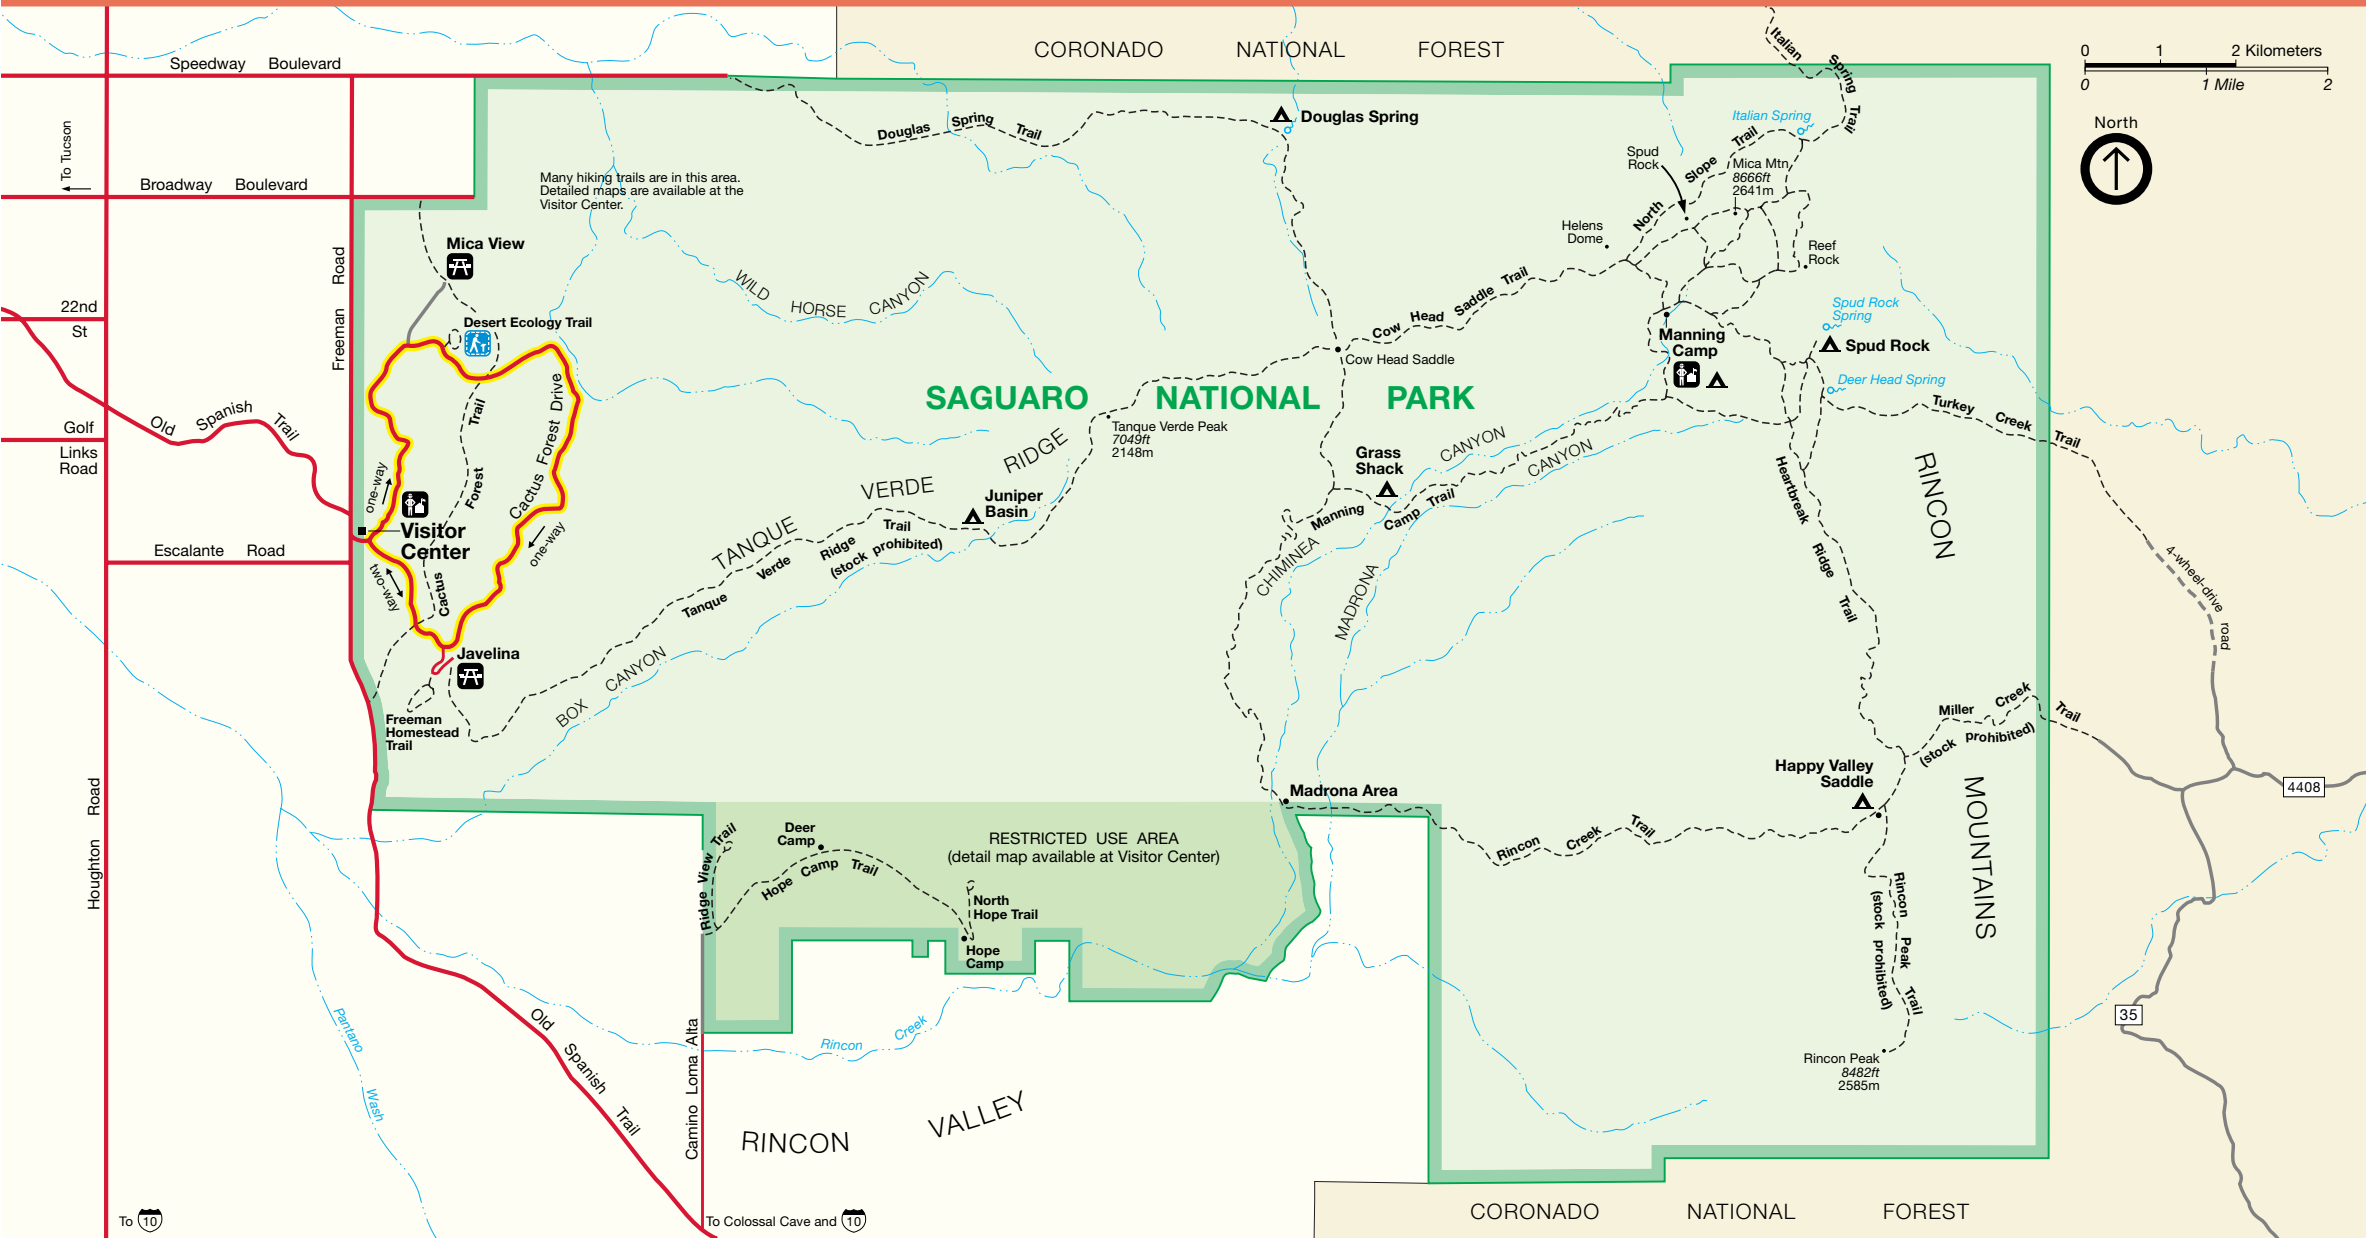 CORONADO NATIONAL FOREST
0 1 2 Kilometers
0 1 Mile 2
North
Speedway Boulevard
To Tucson
Broadway Boulevard
Freeman Road
22nd
St
Golf
Links
Road
Old Spanish Trail
Escalante Road
Houghton Road
Many hiking trails are in this area.
Detailed maps are available at the
Visitor Center.
Mica View
Desert Ecology Trail
Cactus Forest Drive
Cactus Forest Trail
one-way
one-way
two-way
Visitor
Center
Javelina
Freeman
Homestead
Trail
Douglas Spring Trail
Douglas Spring
WILD HORSE CANYON
SAGUARO NATIONAL PARK
Italian Spring Trail
Italian Spring
Spud
Rock
North Slope Trail
Mica Mtn
8666ft
2641m
Helens
Dome
Reef
Rock
Cow Head Saddle Trail
Cow Head Saddle
Manning
Camp
Spud Rock
Spring
Spud Rock
Deer Head Spring
Turkey Creek Trail
Tanque Verde Peak
7049ft
2148m
TANQUE VERDE RIDGE
Juniper
Basin
Tanque Verde Ridge Trail
(stock prohibited)
BOX CANYON
Grass
Shack
Manning Camp Trail
CHIMINEA CANYON
MADRONA CANYON
Heartbreak Ridge Trail
RINCON MOUNTAINS
4-wheel-drive road
Miller Creek Trail
(stock prohibited)
4408
35
Happy Valley
Saddle
Madrona Area
Rincon Creek Trail
Rincon Peak Trail
(stock prohibited)
Rincon Peak
8482ft
2585m
RESTRICTED USE AREA
(detail map available at Visitor Center)
Ridge View Trail
Deer
Camp
Hope Camp Trail
North
Hope Trail
Hope
Camp
Rincon Creek
Pantano Wash
Old Spanish Trail
Camino Loma Alta
RINCON VALLEY
To 10
To Colossal Cave and 10
CORONADO NATIONAL FOREST